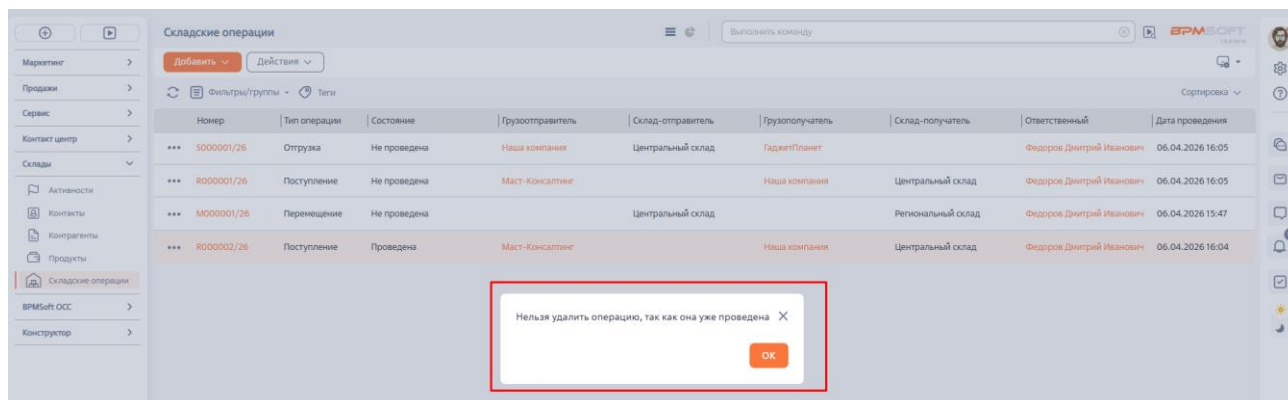 Складские операции
Выполнить команду
BPMSOFT
Маркетинг
Добавить
Действия
Продажи
Фильтры/группы
Теги
Сортировка
Сервис
Номер
Тип операции
Состояние
Грузоотправитель
Склад-отправитель
Грузополучатель
Склад-получатель
Ответственный
Дата проведения
Контакт центр
S000001/26
Отгрузка
Не проведена
Наша компания
Центральный склад
ГаджетПланет
Федоров Дмитрий Иванович
06.04.2026 16:05
Склады
R000001/26
Поступление
Не проведена
Маст-Консалтинг
Наша компания
Центральный склад
Федоров Дмитрий Иванович
06.04.2026 16:05
Активности
Контакты
M000001/26
Перемещение
Не проведена
Центральный склад
Региональный склад
Федоров Дмитрий Иванович
06.04.2026 15:47
Контрагенты
Продукты
R000002/26
Поступление
Проведена
Маст-Консалтинг
Наша компания
Центральный склад
Федоров Дмитрий Иванович
06.04.2026 16:04
Складские операции
BPMSoft ОСС
Конструктор
Нельзя удалить операцию, так как она уже проведена
ОК